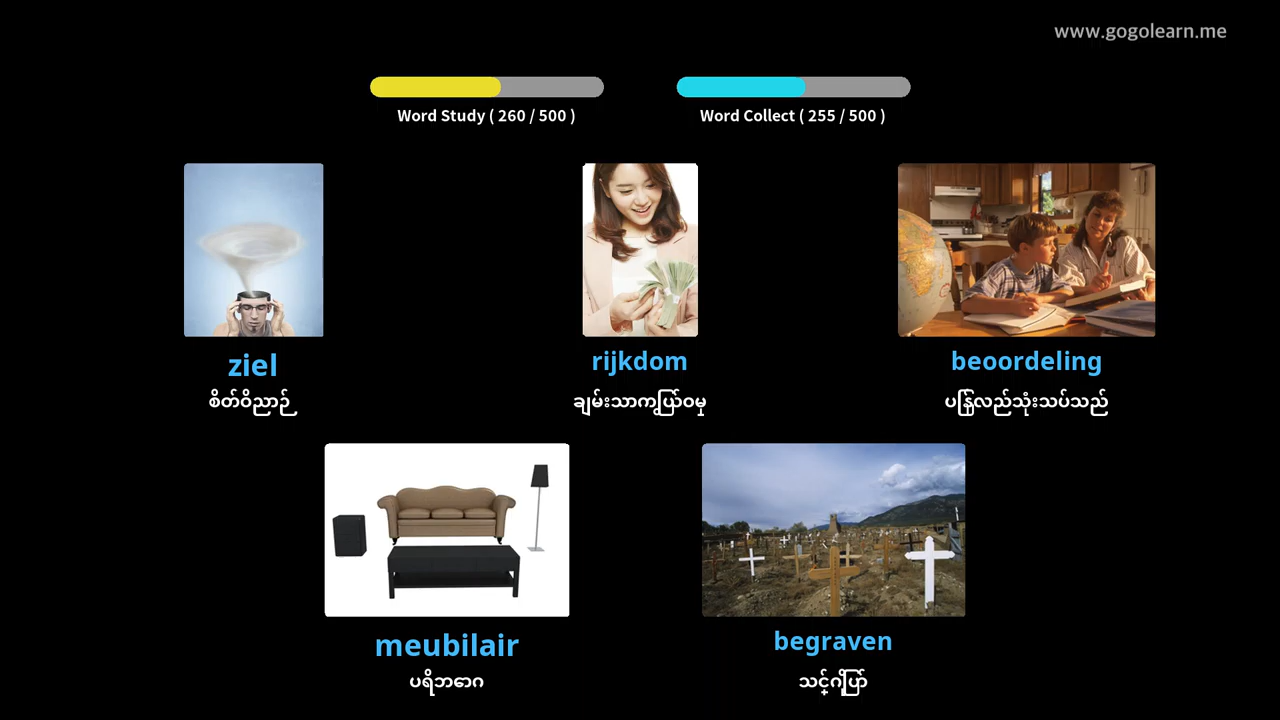 www.gogolearn.me
Word Study ( 260 / 500 )
Word Collect ( 255 / 500 )
ziel
စိတ်ဝိညာဉ်
rijkdom
ချမ်းသာကြွယ်ဝမှု
beoordeling
ပြန်လည်သုံးသပ်သည်
meubilair
ပရိဘောဂ
begraven
သင်္ဂြိုဟ်